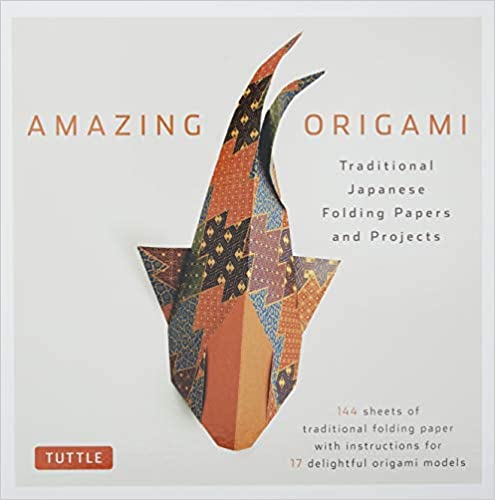 AMAZING ORIGAMI
Traditional
Japanese
Folding Papers
and Projects
144 sheets of
traditional folding paper
with instructions for
17 delightful origami models
TUTTLE